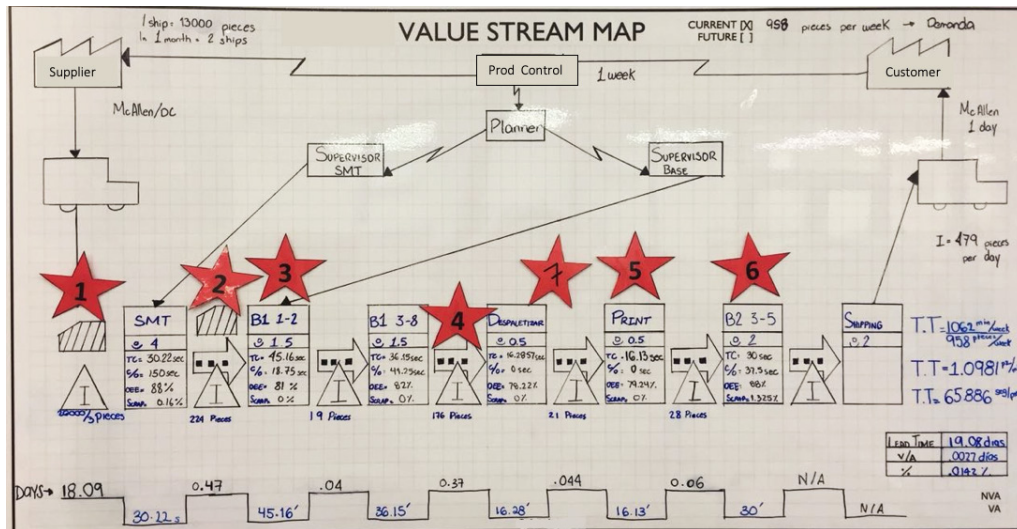 1 ship = 13000 pieces
In 1 month = 2 ships
VALUE STREAM MAP
CURRENT [X] 958 pieces per week → Demanda
FUTURE [ ]
Supplier
Prod Control
1 week
Customer
McAllen/DC
Planner
McAllen
1 day
SUPERVISOR
SMT
SUPERVISOR
BASE
I = 479 pieces
per day
1
2
3
4
7
5
6
SMT
4
TC= 30.22 sec
C/O= 150 sec
OEE= 88%
SCRAP. 0.16%
B1 1-2
1.5
TC= 45.16 sec
C/O= 18.75 sec
OEE= 81%
SCRAP. 0%
B1 3-8
1.5
TC= 36.15 sec
OEE= 82%
SCRAP. 0%
DESPALETIZAR
0.5
TC= 16.2857 sec
C/O= 0 sec
OEE= 78.22%
SCRAP. 0%
PRINT
0.5
TC= 16.13 sec
C/O= 0 sec
OEE= 79.24%
SCRAP. 0%
B2 3-5
2
TC= 30 sec
C/O= 37.5 sec
OEE= 88%
SCRAP. 1.325%
SHIPPING
2
I
I
I
I
I
I
pieces
224 Pieces
19 Pieces
176 Pieces
21 Pieces
28 Pieces
T.T= 1062 min/week
958 pieces/week
T.T= 1.0981
T.T= 65.886
LEAD TIME 19.08 días
V/A .0027 días
% .0142 %
DAYS → 18.09
0.47
.04
0.37
.044
0.06
N/A
NVA
30.22 s
45.16'
36.15'
16.28'
16.13'
30'
N/A
VA